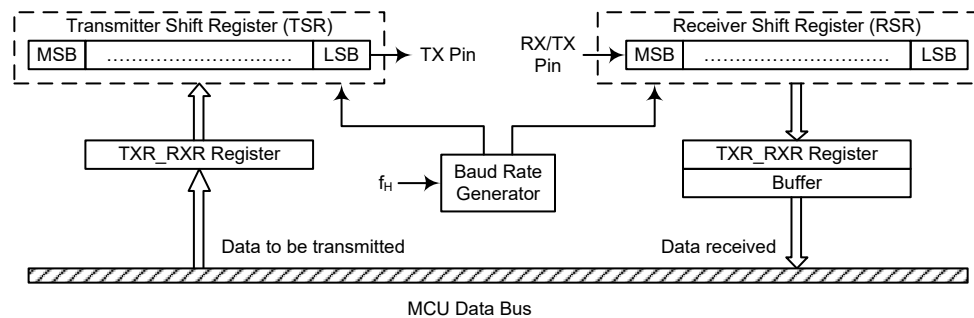 Transmitter Shift Register (TSR)
MSB ………………………… LSB
TX Pin
Receiver Shift Register (RSR)
RX/TX
Pin
MSB ………………………… LSB
TXR_RXR Register
fH
Baud Rate
Generator
TXR_RXR Register
Buffer
Data to be transmitted
Data received
MCU Data Bus